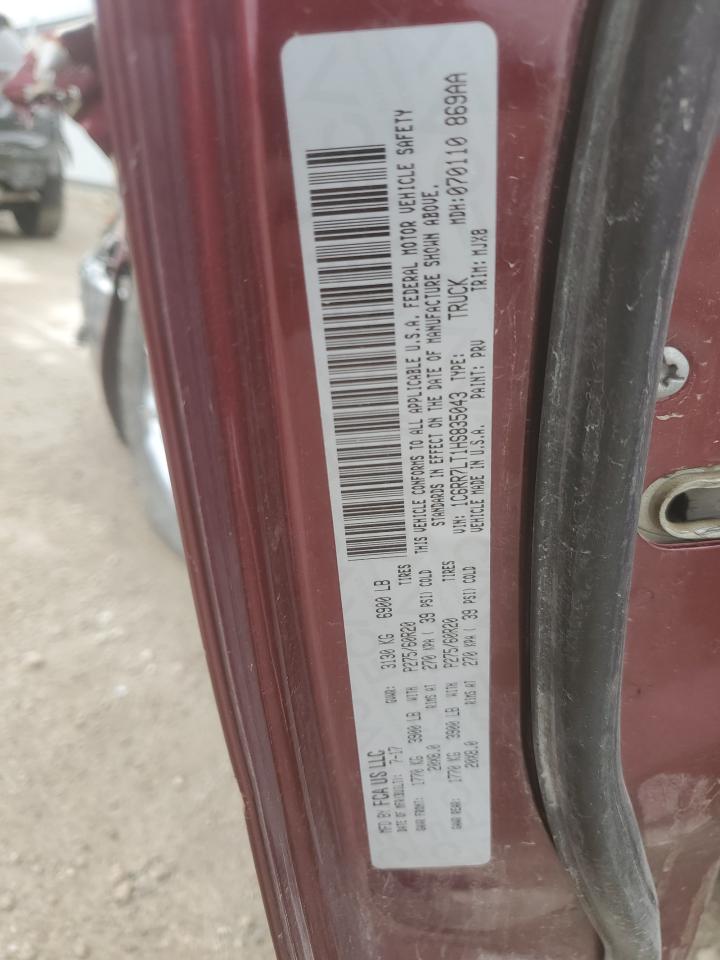 MFD BY FCA US LLC
DATE OF MFR(BUILT): 7-17 GVWR: 3130 KG 6900 LB
GAWR FRONT: 1770 KG 3900 LB WITH P275/60R20 TIRES
20X8.0 RIMS AT 270 KPA ( 39 PSI) COLD
GAWR REAR: 1770 KG 3900 LB WITH P275/60R20 TIRES
20X8.0 RIMS AT 270 KPA ( 39 PSI) COLD
THIS VEHICLE CONFORMS TO ALL APPLICABLE U.S.A. FEDERAL MOTOR VEHICLE SAFETY
STANDARDS IN EFFECT ON THE DATE OF MANUFACTURE SHOWN ABOVE.
VIN: 1C6RR7LT1HS835043 TYPE: TRUCK MDH:070110 869AA
VEHICLE MADE IN U.S.A. PAINT: PRV TRIM: MJX8